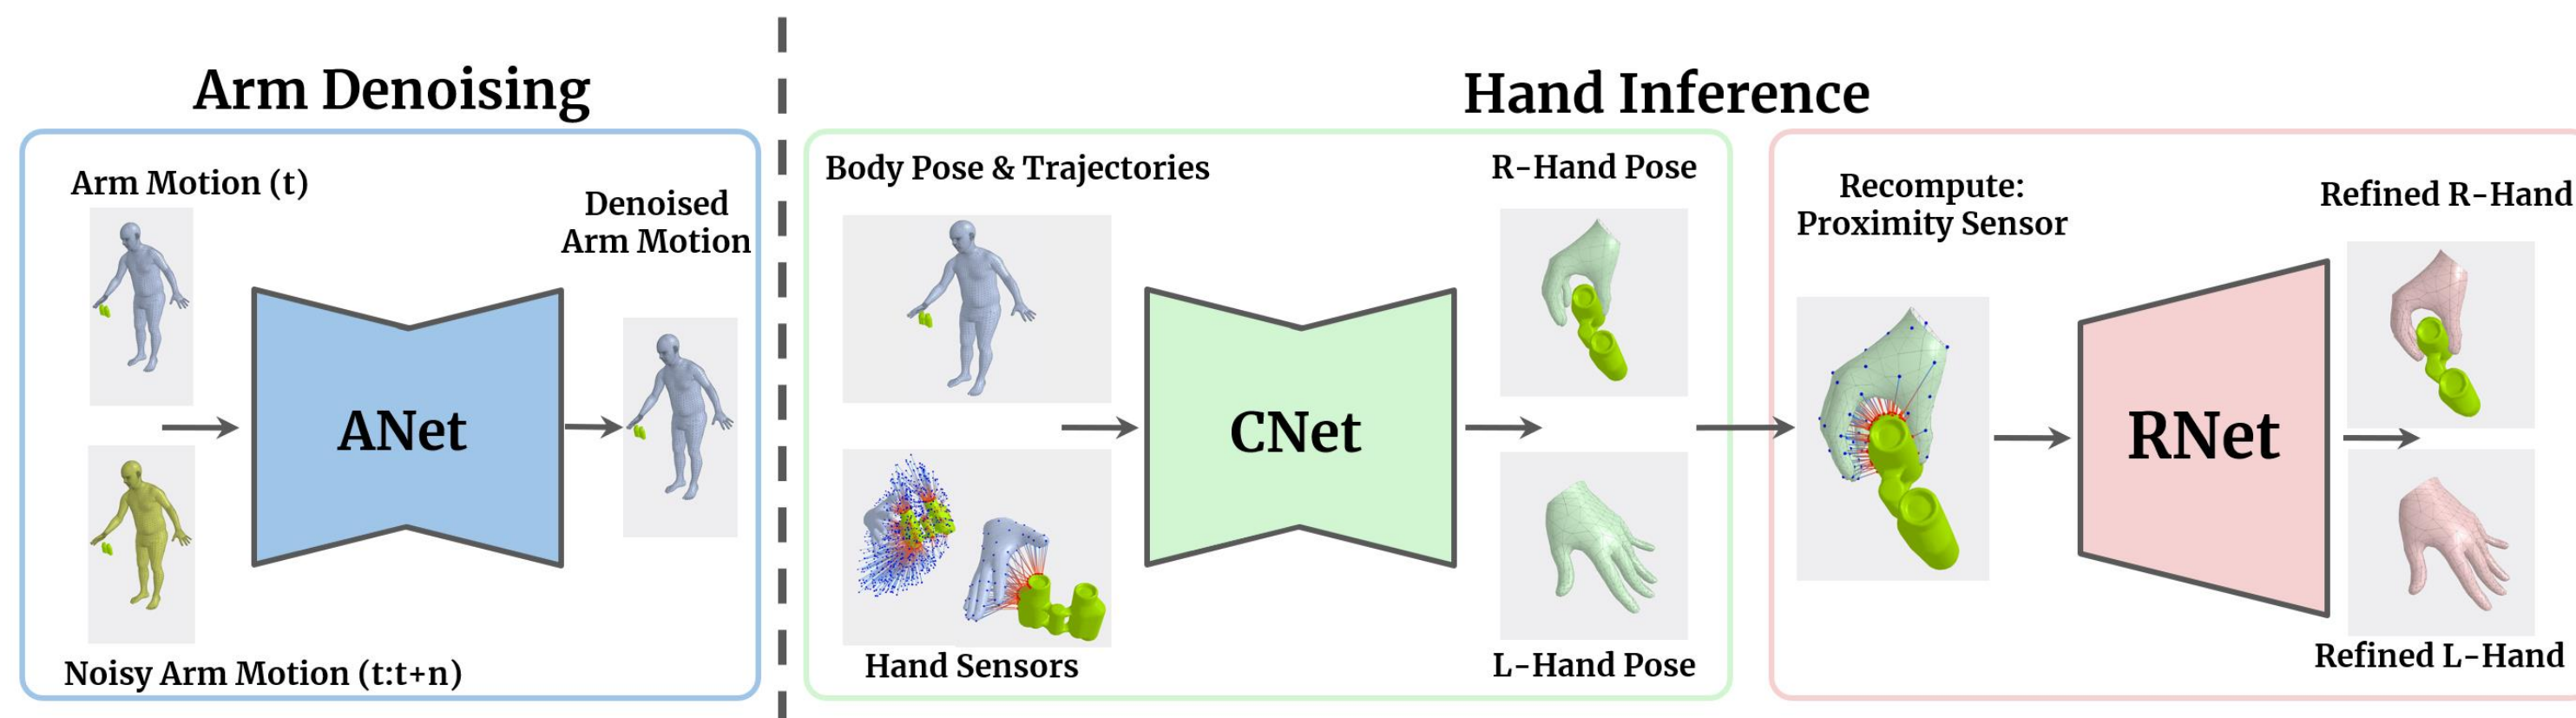 Arm Denoising
Arm Motion (t)
Denoised
Arm Motion
ANet
Noisy Arm Motion (t:t+n)
Hand Inference
Body Pose & Trajectories
R-Hand Pose
CNet
Hand Sensors
L-Hand Pose
Recompute:
Proximity Sensor
Refined R-Hand
RNet
Refined L-Hand